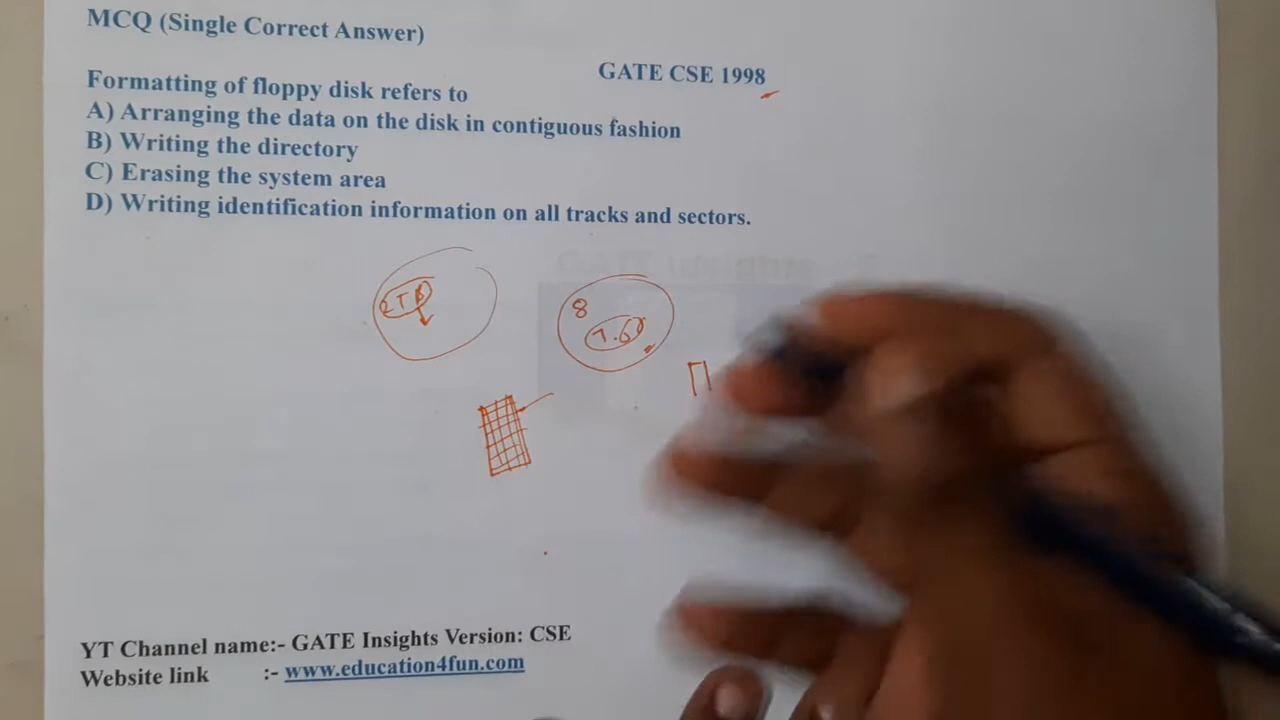 MCQ (Single Correct Answer)
GATE CSE 1998
Formatting of floppy disk refers to
A) Arranging the data on the disk in contiguous fashion
B) Writing the directory
C) Erasing the system area
D) Writing identification information on all tracks and sectors.
2TB
8
7.6
YT Channel name:- GATE Insights Version: CSE
Website link :- www.education4fun.com